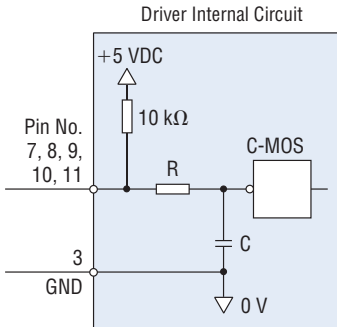 Driver Internal Circuit
+5 VDC
10 kΩ
Pin No.
7, 8, 9,
10, 11
C-MOS
R
C
3
GND
0 V